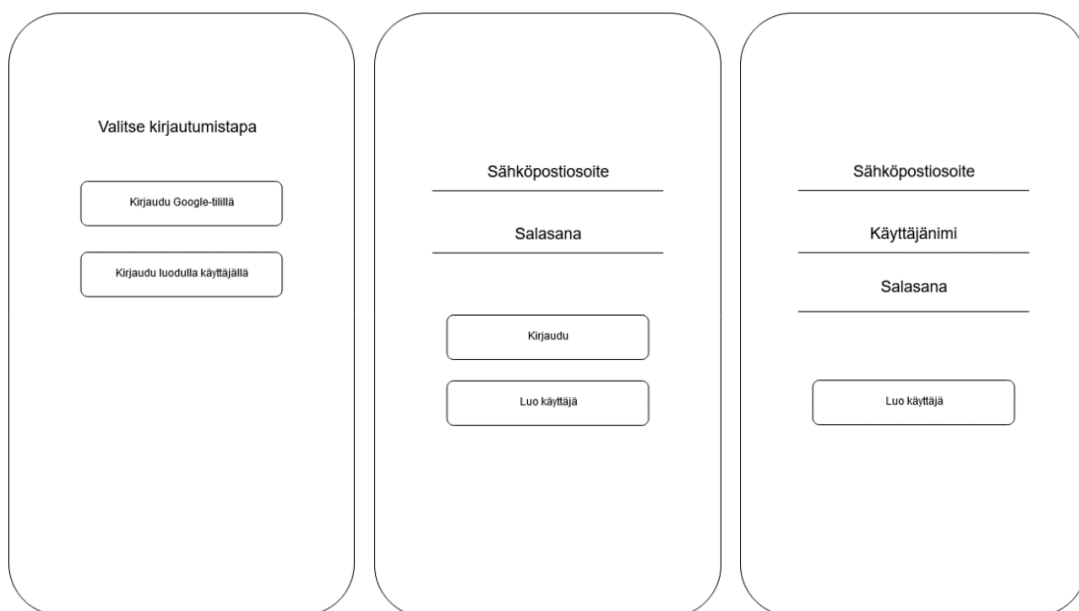 Valitse kirjautumistapa
Kirjaudu Google-tilillä
Kirjaudu luodulla käyttäjällä
Sähköpostiosoite
Salasana
Kirjaudu
Luo käyttäjä
Sähköpostiosoite
Käyttäjänimi
Salasana
Luo käyttäjä